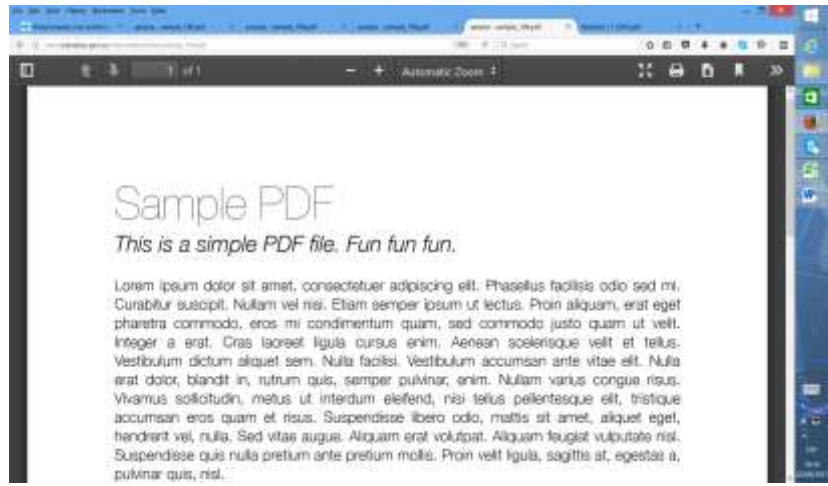 1 of 1
Automatic Zoom
Sample PDF
This is a simple PDF file. Fun fun fun.
Lorem ipsum dolor sit amet, consectetuer adipiscing elit. Phasellus facilisis odio sed mi.
Curabitur suscipit. Nullam vel nisi. Etiam semper ipsum ut lectus. Proin aliquam, erat eget
pharetra commodo, eros mi condimentum quam, sed commodo justo quam ut velit.
Integer a erat. Cras laoreet ligula cursus enim. Aenean scelerisque velit et tellus.
Vestibulum dictum aliquet sem. Nulla facilisi. Vestibulum accumsan ante vitae elit. Nulla
erat dolor, blandit in, rutrum quis, semper pulvinar, enim. Nullam varius congue risus.
Vivamus sollicitudin, metus ut interdum eleifend, nisi tellus pellentesque elit, tristique
accumsan eros quam et risus. Suspendisse libero odio, mattis sit amet, aliquet eget,
hendrerit vel, nulla. Sed vitae augue. Aliquam erat volutpat. Aliquam feugiat vulputate nisl.
Suspendisse quis nulla pretium ante pretium mollis. Proin velit ligula, sagittis at, egestas a,
pulvinar quis, nisl.